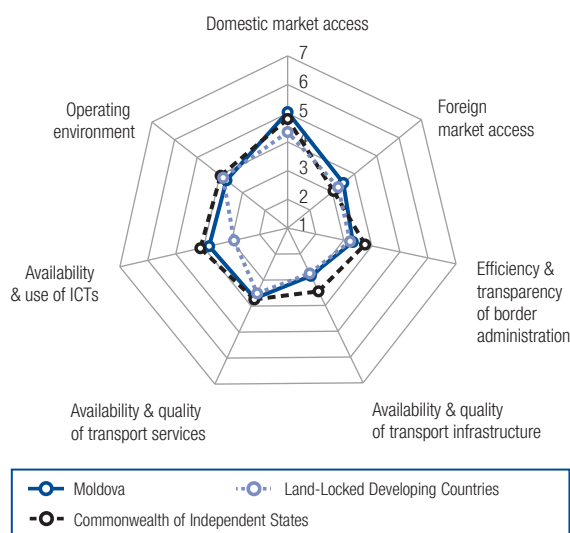 Domestic market access
7
6
5
4
3
2
1
Foreign
market access
Efficiency &
transparency
of border
administration
Availability & quality
of transport infrastructure
Availability & quality
of transport services
Availability
& use of ICTs
Operating
environment
Moldova
Land-Locked Developing Countries
Commonwealth of Independent States